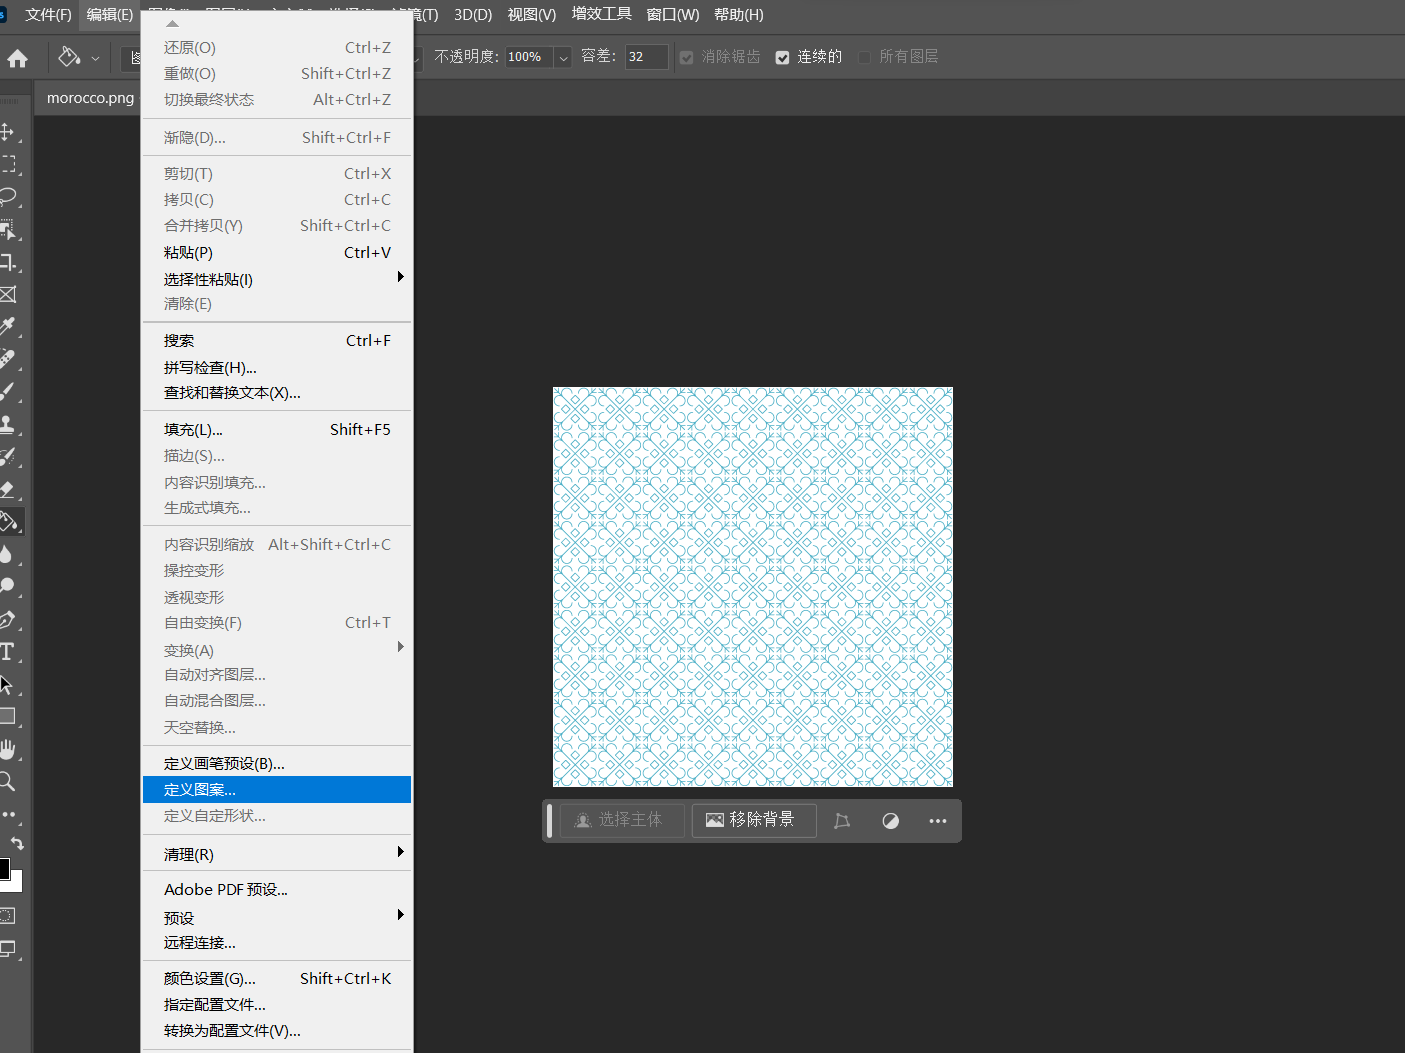 文件(F) 编辑(E) 滤镜(T) 3D(D) 视图(V) 增效工具 窗口(W) 帮助(H)
不透明度: 100% 容差: 32 消除锯齿 连续的 所有图层
morocco.png
还原(O) Ctrl+Z
重做(O) Shift+Ctrl+Z
切换最终状态 Alt+Ctrl+Z
渐隐(D)... Shift+Ctrl+F
剪切(T) Ctrl+X
拷贝(C) Ctrl+C
合并拷贝(Y) Shift+Ctrl+C
粘贴(P) Ctrl+V
选择性粘贴(I)
清除(E)
搜索 Ctrl+F
拼写检查(H)...
查找和替换文本(X)...
填充(L)... Shift+F5
描边(S)...
内容识别填充...
生成式填充...
内容识别缩放 Alt+Shift+Ctrl+C
操控变形
透视变形
自由变换(F) Ctrl+T
变换(A)
自动对齐图层...
自动混合图层...
天空替换...
定义画笔预设(B)...
定义图案...
定义自定形状...
清理(R)
Adobe PDF 预设...
预设
远程连接...
颜色设置(G)... Shift+Ctrl+K
指定配置文件...
转换为配置文件(V)...
选择主体 移除背景